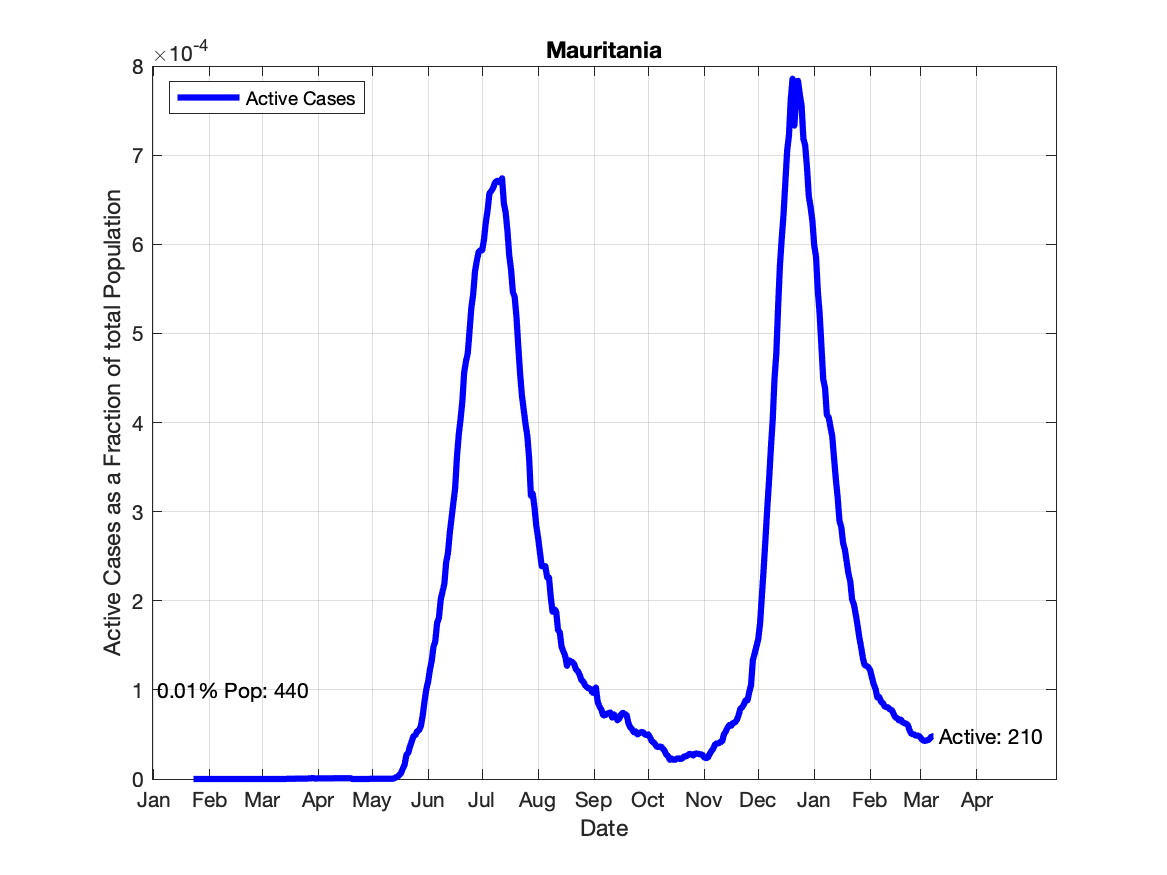 Mauritania
×10-4
Active Cases
8
7
6
5
4
3
2
1
0
Active Cases as a Fraction of total Population
0.01% Pop: 440
Active: 210
Jan Feb Mar Apr May Jun Jul Aug Sep Oct Nov Dec Jan Feb Mar Apr
Date